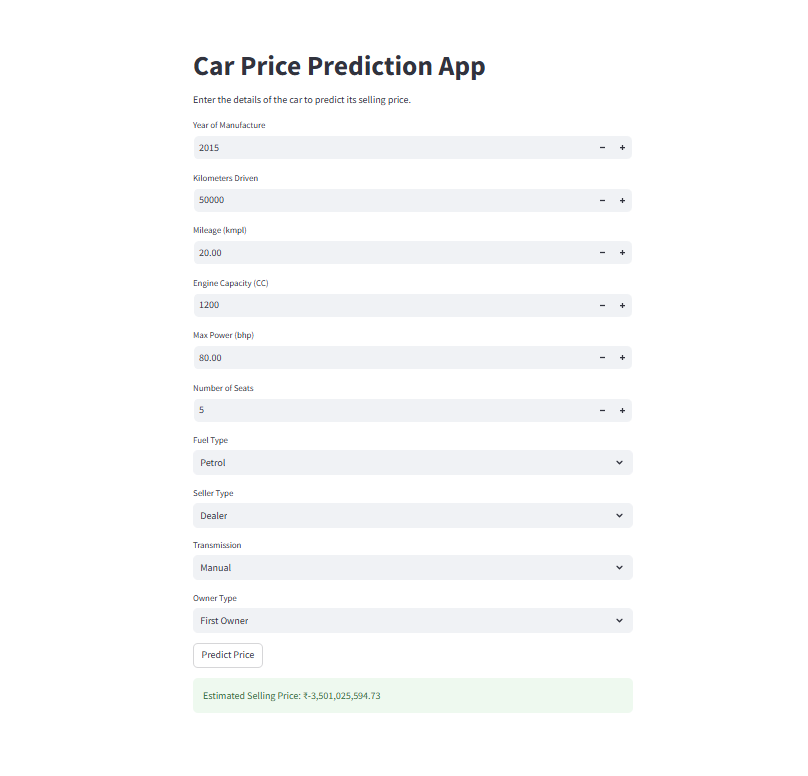 Car Price Prediction App
Enter the details of the car to predict its selling price.
Year of Manufacture
2015
Kilometers Driven
50000
Mileage (kmpl)
20.00
Engine Capacity (CC)
1200
Max Power (bhp)
80.00
Number of Seats
5
Fuel Type
Petrol
Seller Type
Dealer
Transmission
Manual
Owner Type
First Owner
Predict Price
Estimated Selling Price: ₹-3,501,025,594.73